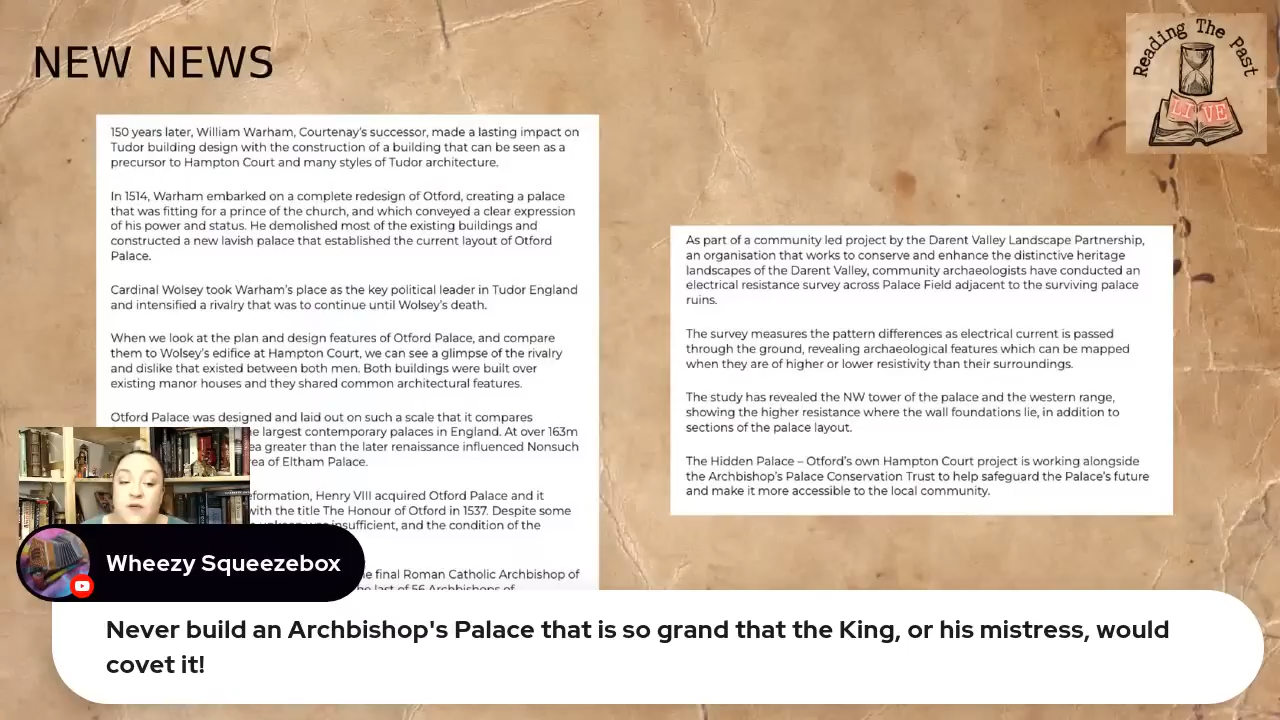 NEW NEWS
Reading The Past
LIVE
150 years later, William Warham, Courtenay's successor, made a lasting impact on
Tudor building design with the construction of a building that can be seen as a
precursor to Hampton Court and many styles of Tudor architecture.
In 1514, Warham embarked on a complete redesign of Otford, creating a palace
that was fitting for a prince of the church, and which conveyed a clear expression
of his power and status. He demolished most of the existing buildings and
constructed a new lavish palace that established the current layout of Otford
Palace.
Cardinal Wolsey took Warham's place as the key political leader in Tudor England
and intensified a rivalry that was to continue until Wolsey's death.
When we look at the plan and design features of Otford Palace, and compare
them to Wolsey's edifice at Hampton Court, we can see a glimpse of the rivalry
and dislike that existed between both men. Both buildings were built over
existing manor houses and they shared common architectural features.
Otford Palace was designed and laid out on such a scale that it compares
largest contemporary palaces in England. At over 163m
greater than the later renaissance influenced Nonsuch
of Eltham Palace.
Henry VIII acquired Otford Palace and it
with the title The Honour of Otford in 1537. Despite some
insufficient, and the condition of the
final Roman Catholic Archbishop of
As part of a community led project by the Darent Valley Landscape Partnership,
an organisation that works to conserve and enhance the distinctive heritage
landscapes of the Darent Valley, community archaeologists have conducted an
electrical resistance survey across Palace Field adjacent to the surviving palace
ruins.
The survey measures the pattern differences as electrical current is passed
through the ground, revealing archaeological features which can be mapped
when they are of higher or lower resistivity than their surroundings.
The study has revealed the NW tower of the palace and the western range,
showing the higher resistance where the wall foundations lie, in addition to
sections of the palace layout.
The Hidden Palace – Otford's own Hampton Court project is working alongside
the Archbishop's Palace Conservation Trust to help safeguard the Palace's future
and make it more accessible to the local community.
Wheezy Squeezebox
Never build an Archbishop's Palace that is so grand that the King, or his mistress, would
covet it!